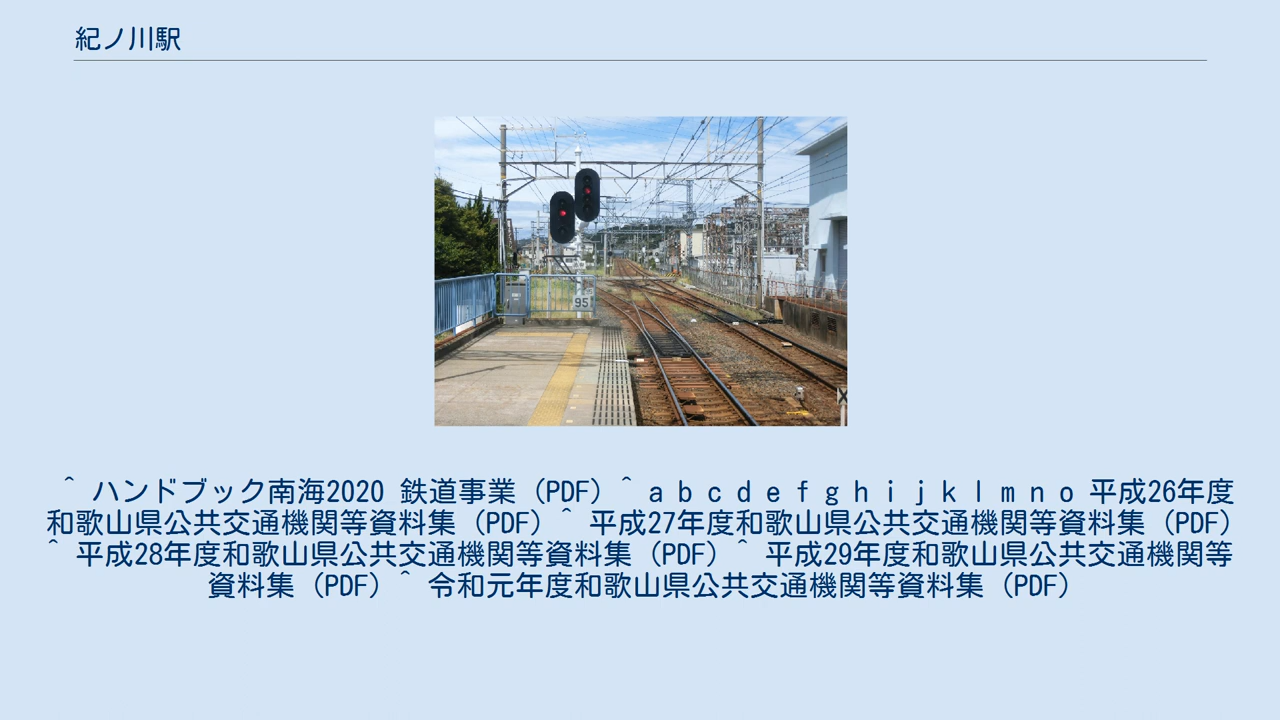 紀ノ川駅
95
X
^ ハンドブック南海2020 鉄道事業（PDF）^ a b c d e f g h i j k l m n o 平成26年度
和歌山県公共交通機関等資料集（PDF）^ 平成27年度和歌山県公共交通機関等資料集（PDF）
^ 平成28年度和歌山県公共交通機関等資料集（PDF）^ 平成29年度和歌山県公共交通機関等
資料集（PDF）^ 令和元年度和歌山県公共交通機関等資料集（PDF）